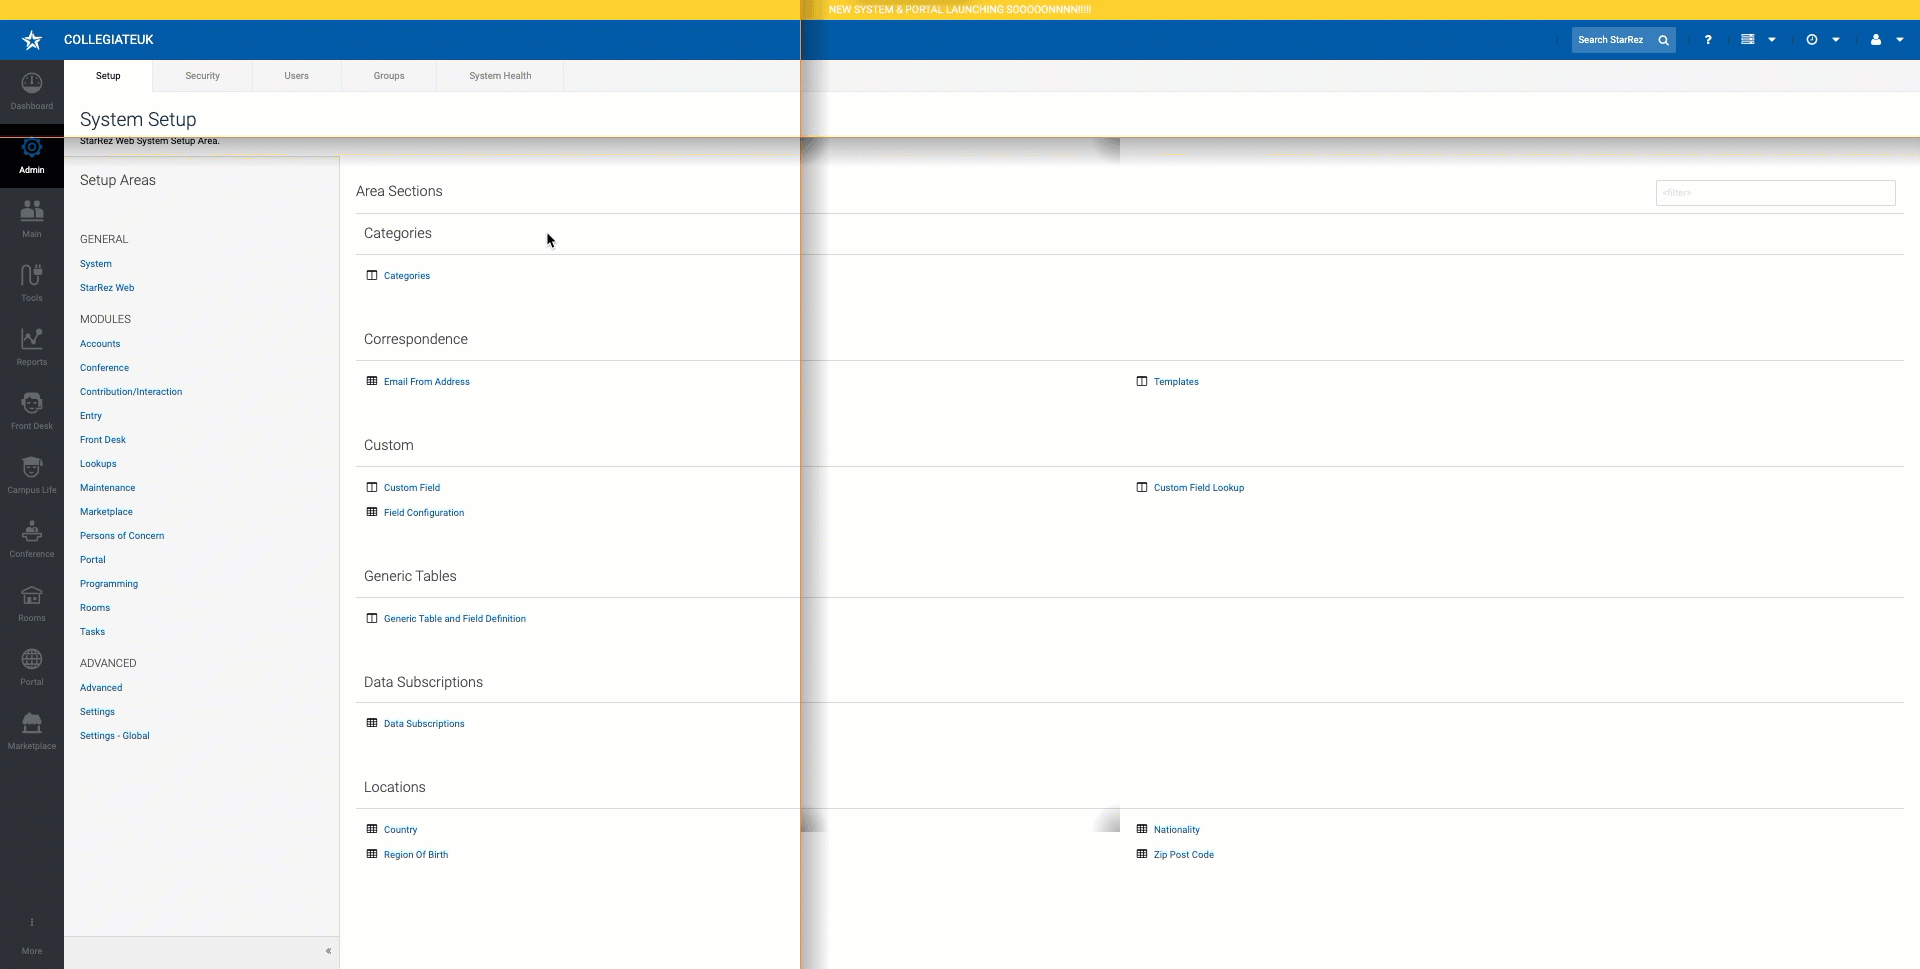 NEW SYSTEM & PORTAL LAUNCHING SOOOOONNNN!!!!!
COLLEGIATEUK
Search StarRez
?
Setup
Security
Users
Groups
System Health
Dashboard
Admin
Main
Tools
Reports
Front Desk
Campus Life
Conference
Rooms
Portal
Marketplace
More
System Setup
StarRez Web System Setup Area.
Setup Areas
GENERAL
System
StarRez Web
MODULES
Accounts
Conference
Contribution/Interaction
Entry
Front Desk
Lookups
Maintenance
Marketplace
Persons of Concern
Portal
Programming
Rooms
Tasks
ADVANCED
Advanced
Settings
Settings - Global
«
Area Sections
<filter>
Categories
Categories
Correspondence
Email From Address
Templates
Custom
Custom Field
Custom Field Lookup
Field Configuration
Generic Tables
Generic Table and Field Definition
Data Subscriptions
Data Subscriptions
Locations
Country
Nationality
Region Of Birth
Zip Post Code